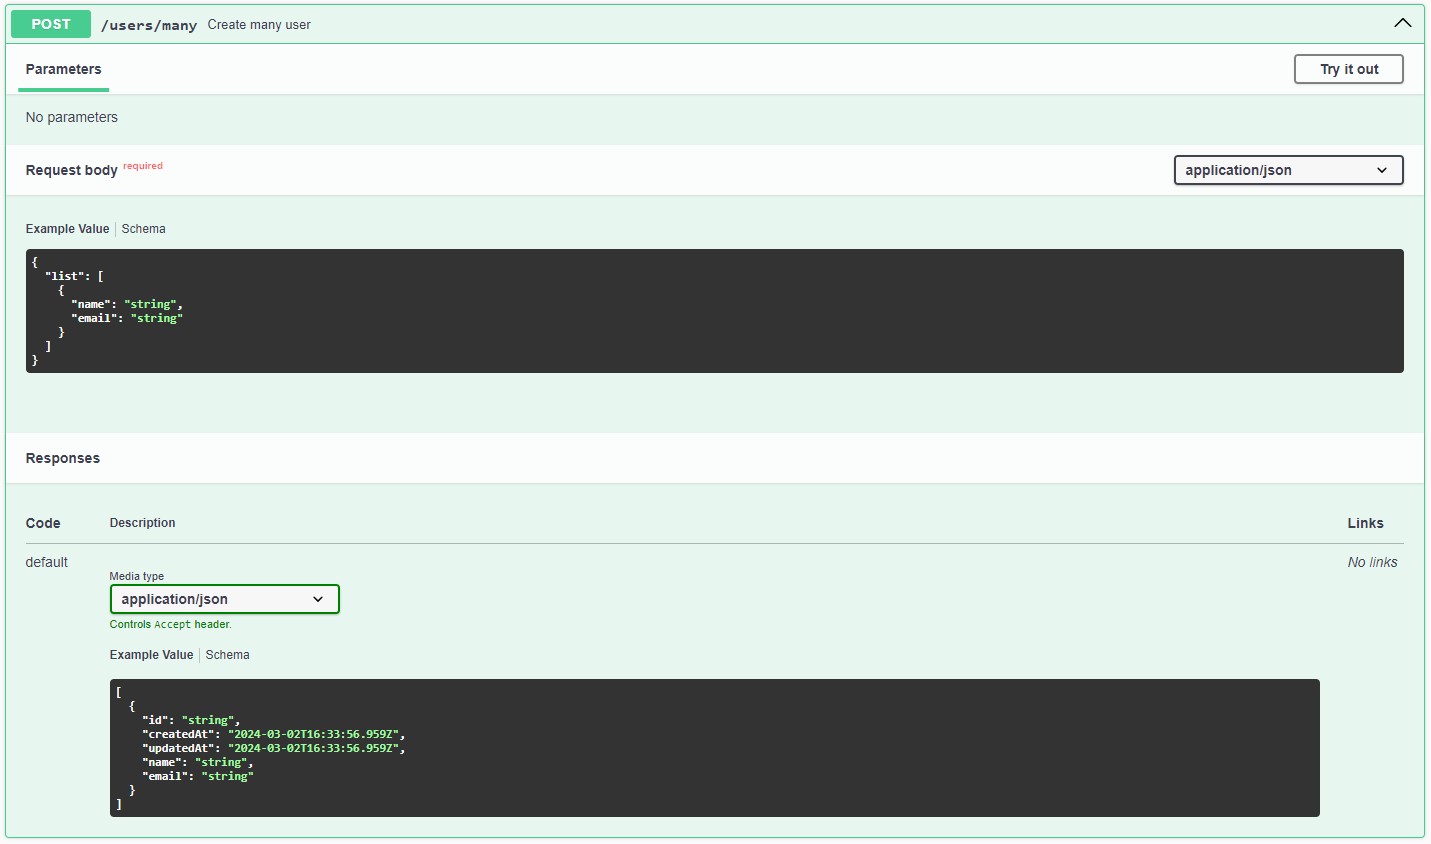 POST /users/many Create many user
Parameters Try it out
No parameters
Request body required application/json
Example Value Schema
{
  "list": [
    {
      "name": "string",
      "email": "string"
    }
  ]
}
Responses
Code Description Links
default No links
Media type
application/json
Controls Accept header.
Example Value Schema
[
  {
    "id": "string",
    "createdAt": "2024-03-02T16:33:56.959Z",
    "updatedAt": "2024-03-02T16:33:56.959Z",
    "name": "string",
    "email": "string"
  }
]